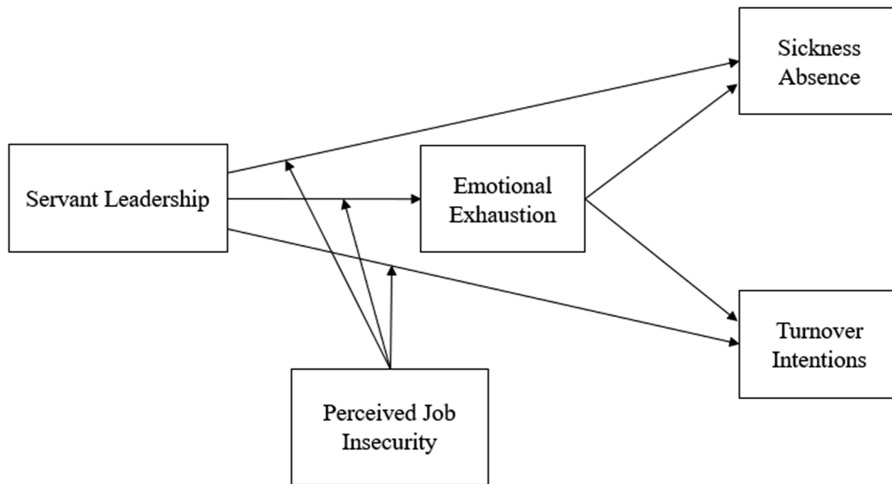 Sickness
Absence
Servant Leadership
Emotional
Exhaustion
Turnover
Intentions
Perceived Job
Insecurity